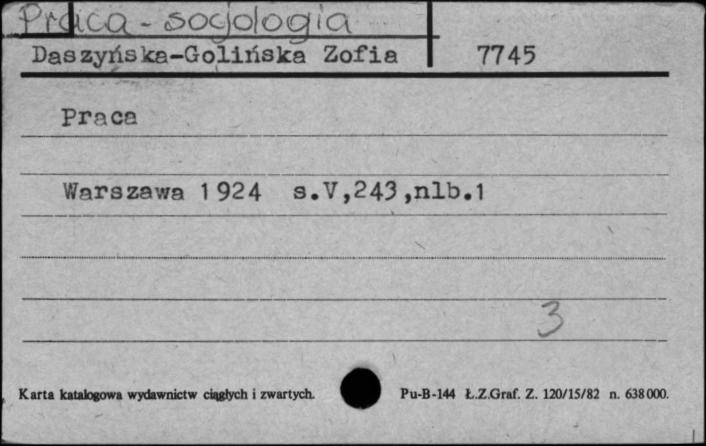 Praca - socjologia
Daszyńska-Golińska Zofia 7745
Praca
Warszawa 1924 s.V,243,nlb.1
3
Karta katalogowa wydawnictw ciągłych i zwartych. Pu-B-144 Ł.Z.Graf. Z. 120/15/82 n. 638000.